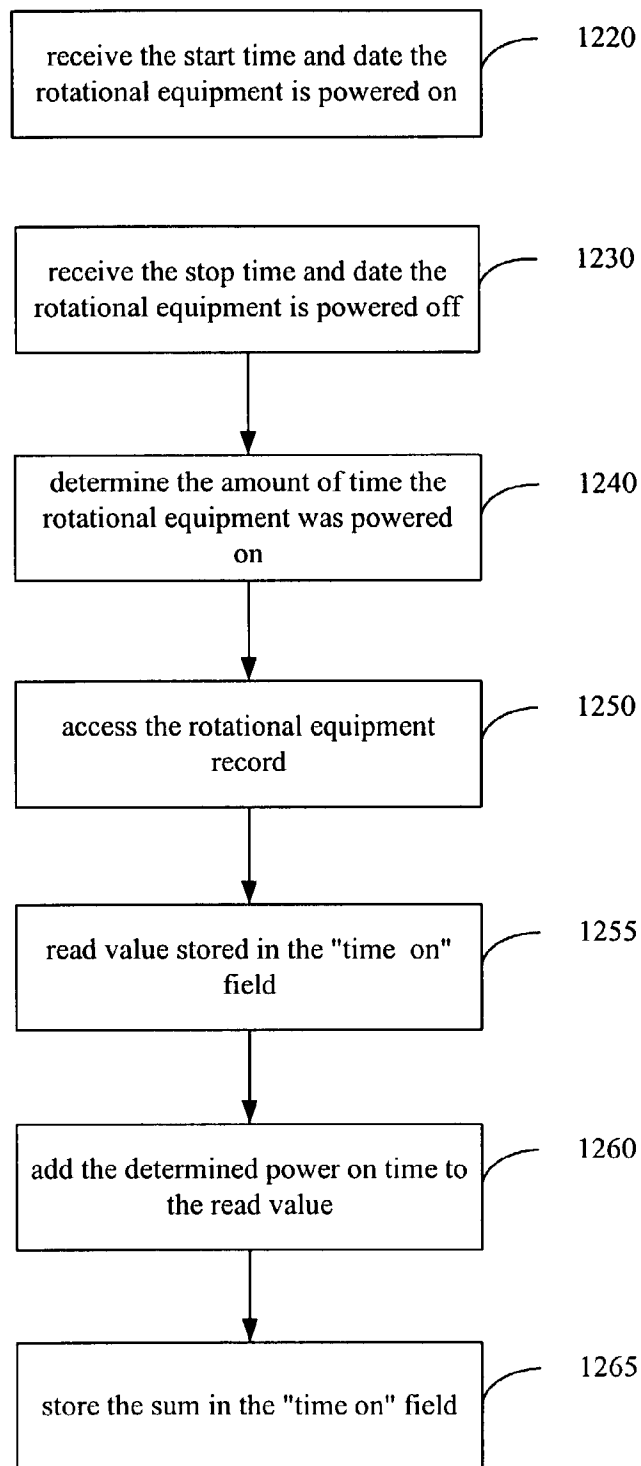 receive the start time and date the
rotational equipment is powered on
1220
receive the stop time and date the
rotational equipment is powered off
1230
determine the amount of time the
rotational equipment was powered
on
1240
access the rotational equipment
record
1250
read value stored in the "time on"
field
1255
add the determined power on time to
the read value
1260
store the sum in the "time on" field
1265